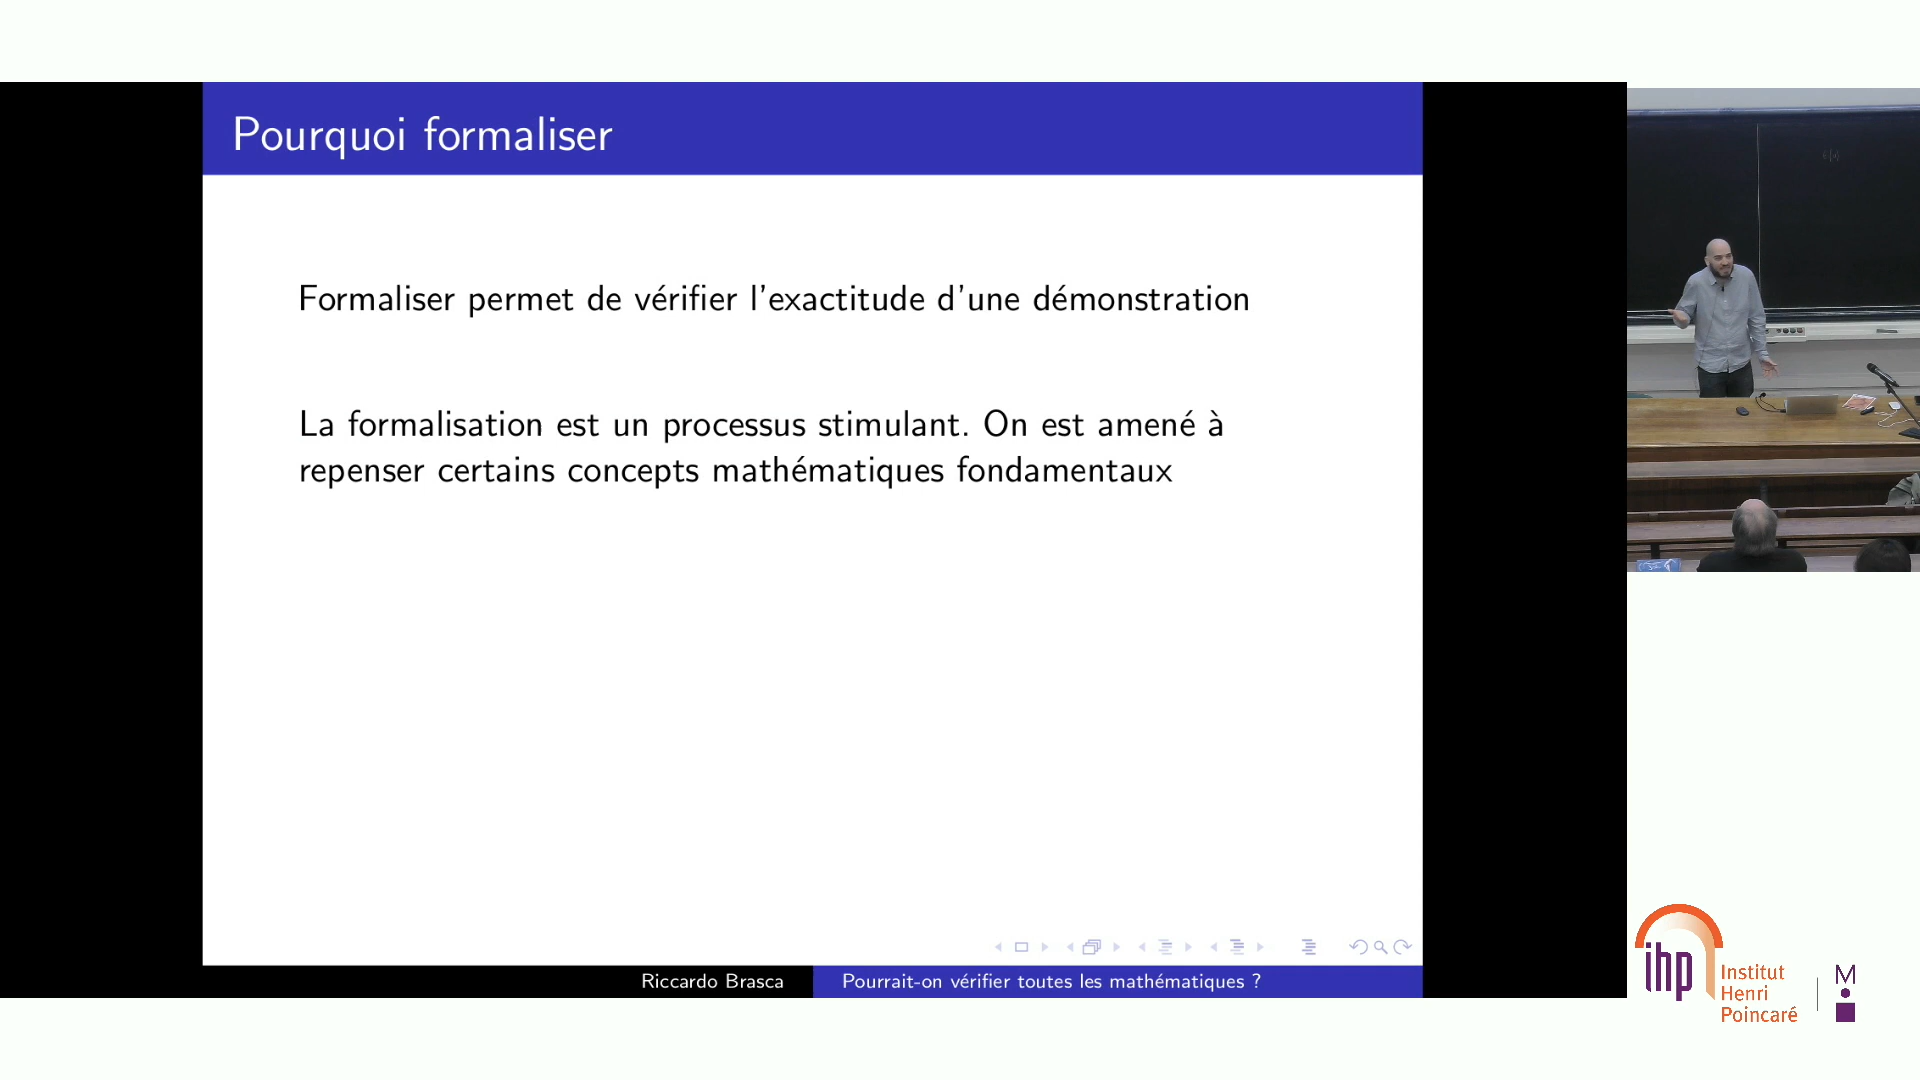 Pourquoi formaliser
Formaliser permet de vérifier l'exactitude d'une démonstration
La formalisation est un processus stimulant. On est amené à
repenser certains concepts mathématiques fondamentaux
Riccardo Brasca
Pourrait-on vérifier toutes les mathématiques ?
ihp
Institut
Henri
Poincaré
M